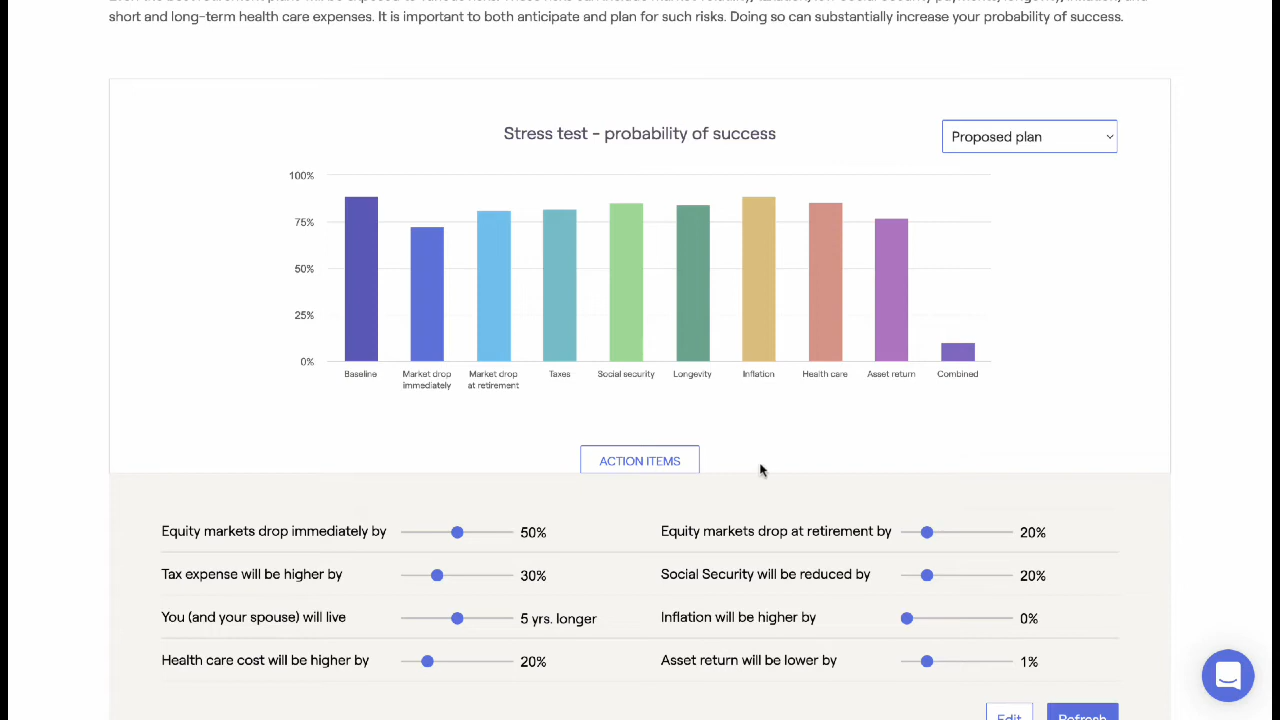 short and long-term health care expenses. It is important to both anticipate and plan for such risks. Doing so can substantially increase your probability of success.
Stress test - probability of success
Proposed plan
100%
75%
50%
25%
0%
Baseline
Market drop
immediately
Market drop
at retirement
Taxes
Social security
Longevity
Inflation
Health care
Asset return
Combined
ACTION ITEMS
Equity markets drop immediately by 50%
Equity markets drop at retirement by 20%
Tax expense will be higher by 30%
Social Security will be reduced by 20%
You (and your spouse) will live 5 yrs. longer
Inflation will be higher by 0%
Health care cost will be higher by 20%
Asset return will be lower by 1%
Edit
Refresh